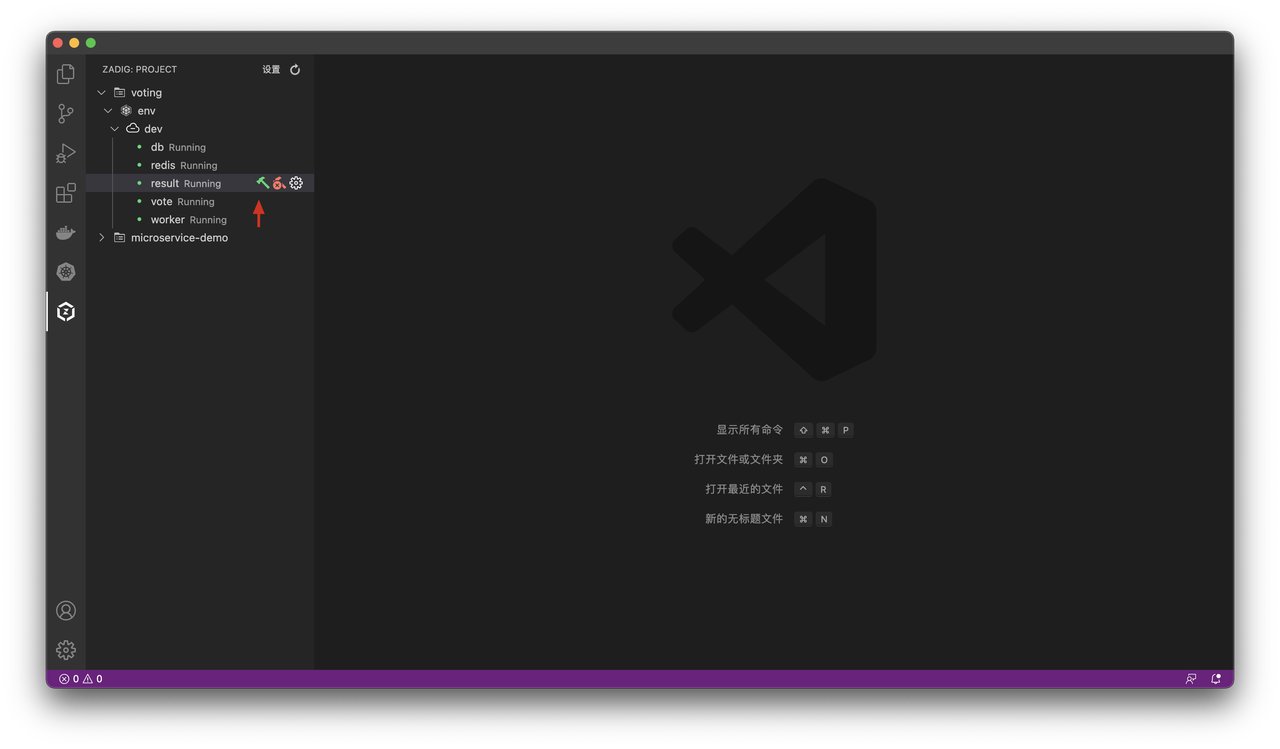 ZADIG: PROJECT 设置
voting
env
dev
db Running
redis Running
result Running
vote Running
worker Running
microservice-demo
显示所有命令 ⇧ ⌘ P
打开文件或文件夹 ⌘ O
打开最近的文件 ^ R
新的无标题文件 ⌘ N
0 0